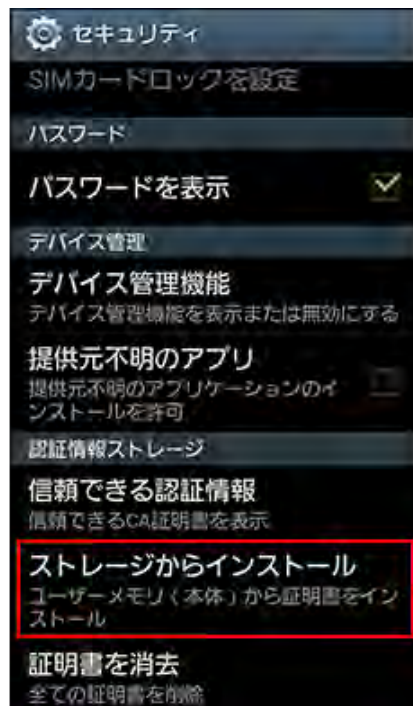 セキュリティ
SIMカードロックを設定
パスワード
パスワードを表示
デバイス管理
デバイス管理機能
デバイス管理機能を表示または無効にする
提供元不明のアプリ
提供元不明のアプリケーションのイ
ンストールを許可
認証情報ストレージ
信頼できる認証情報
信頼できるCA証明書を表示
ストレージからインストール
ユーザーメモリ(本体)から証明書をイン
ストール
証明書を消去
全ての証明書を削除